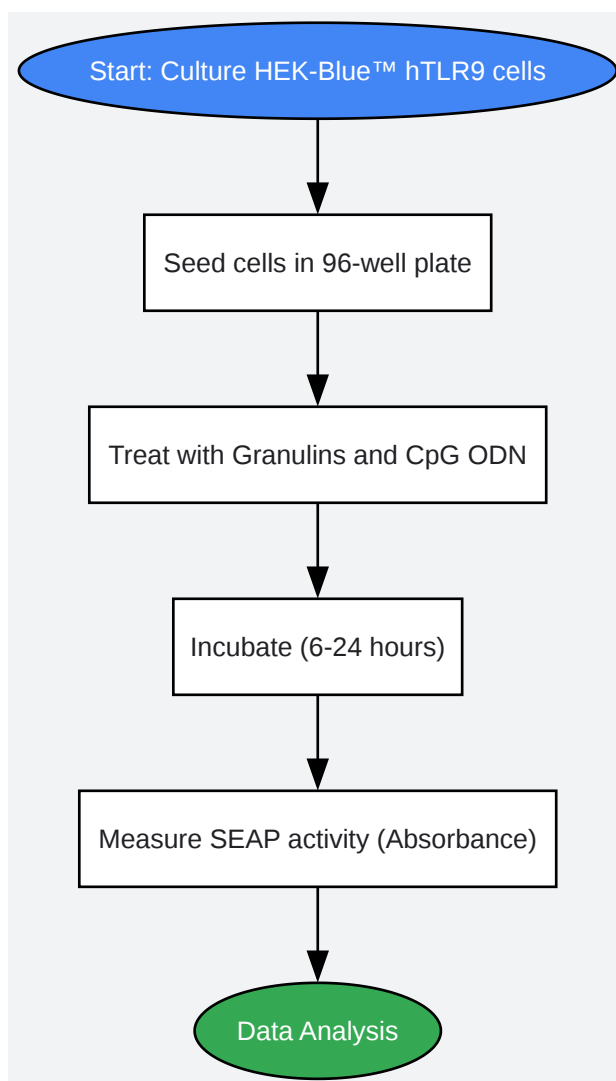 Start: Culture HEK-Blue™ hTLR9 cells
Seed cells in 96-well plate
Treat with Granulins and CpG ODN
Incubate (6-24 hours)
Measure SEAP activity (Absorbance)
Data Analysis